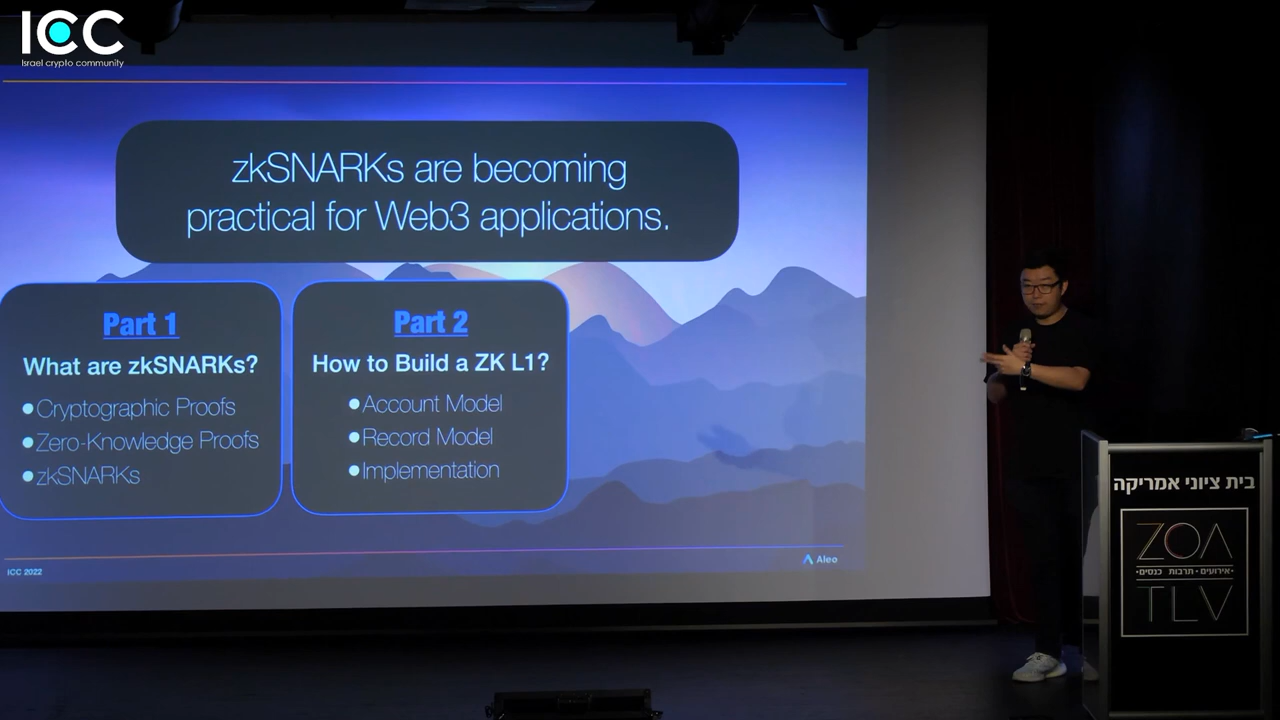 ICC
Israel crypto community
zkSNARKs are becoming
practical for Web3 applications.
Part 1
What are zkSNARKs?
●Cryptographic Proofs
●Zero-Knowledge Proofs
●zkSNARKs
Part 2
How to Build a ZK L1?
●Account Model
●Record Model
●Implementation
ICC 2022
Aleo
בית ציוני אמריקה
ZOA
•אירועים • תרבות • כנסים•
TLV